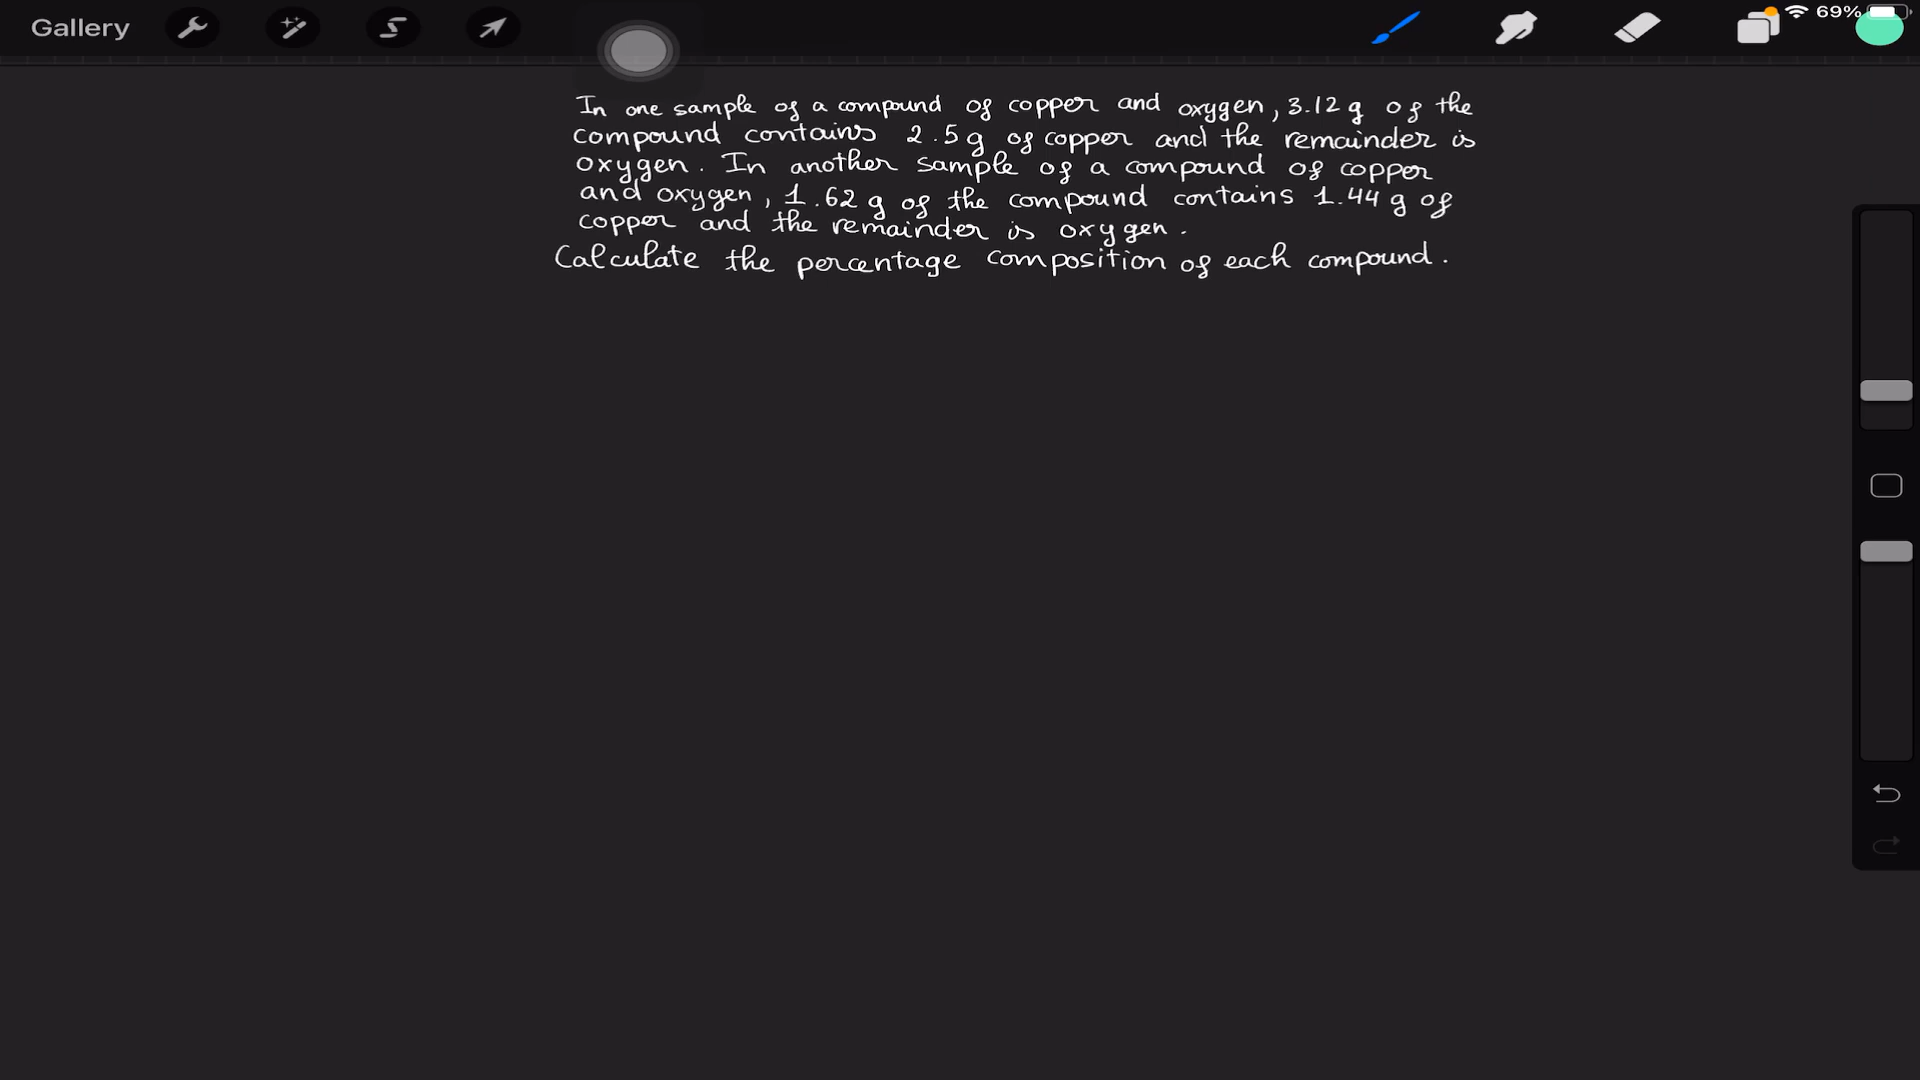 Gallery
69%
In one sample of a compound of copper and oxygen, 3.12 g of the
compound contains 2.5 g of copper and the remainder is
oxygen. In another sample of a compound of copper
and oxygen, 1.62 g of the compound contains 1.44 g of
copper and the remainder is oxygen.
Calculate the percentage composition of each compound.